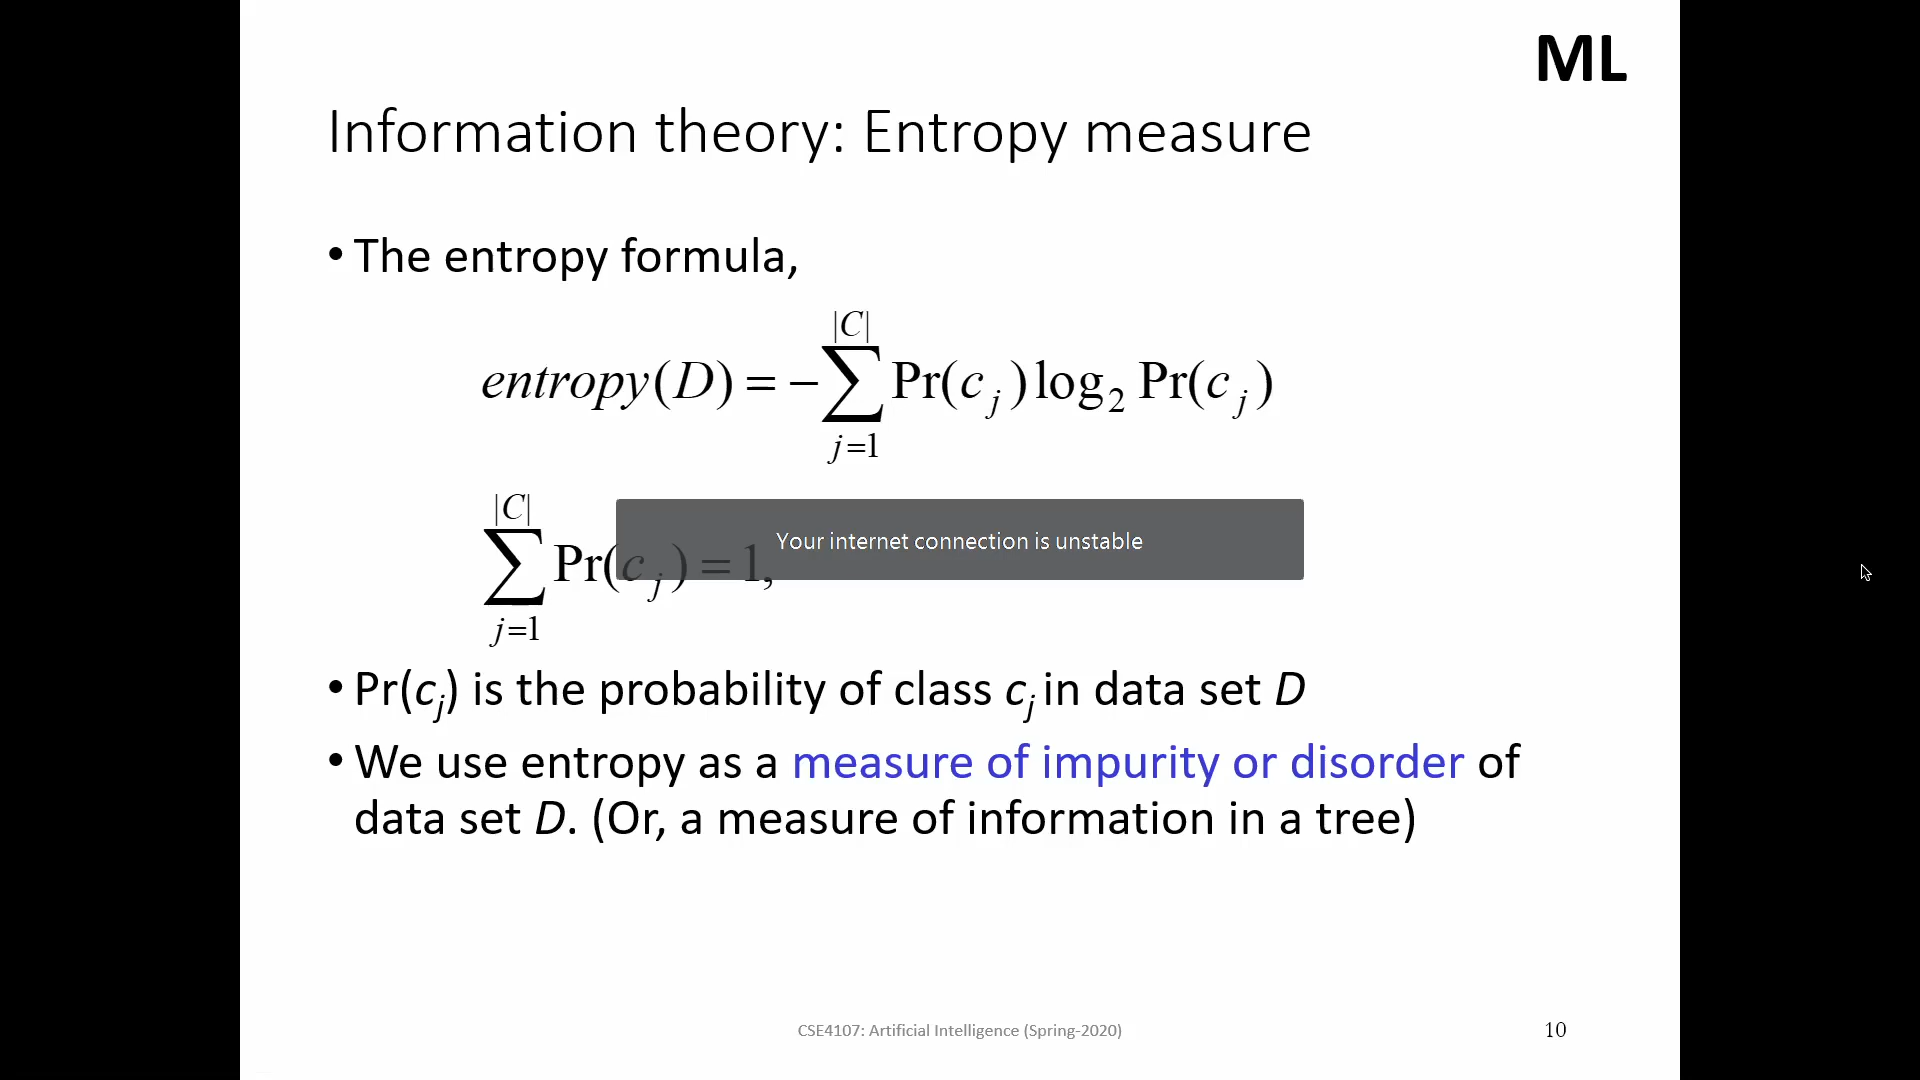 ML
Information theory: Entropy measure
• The entropy formula,
|C|
entropy(D) = −∑ Pr(c_j) log_2 Pr(c_j)
j=1
|C|
∑ Pr(c_j) = 1,
j=1
Your internet connection is unstable
• Pr(c_j) is the probability of class c_j in data set D
• We use entropy as a measure of impurity or disorder of
data set D. (Or, a measure of information in a tree)
CSE4107: Artificial Intelligence (Spring-2020)
10